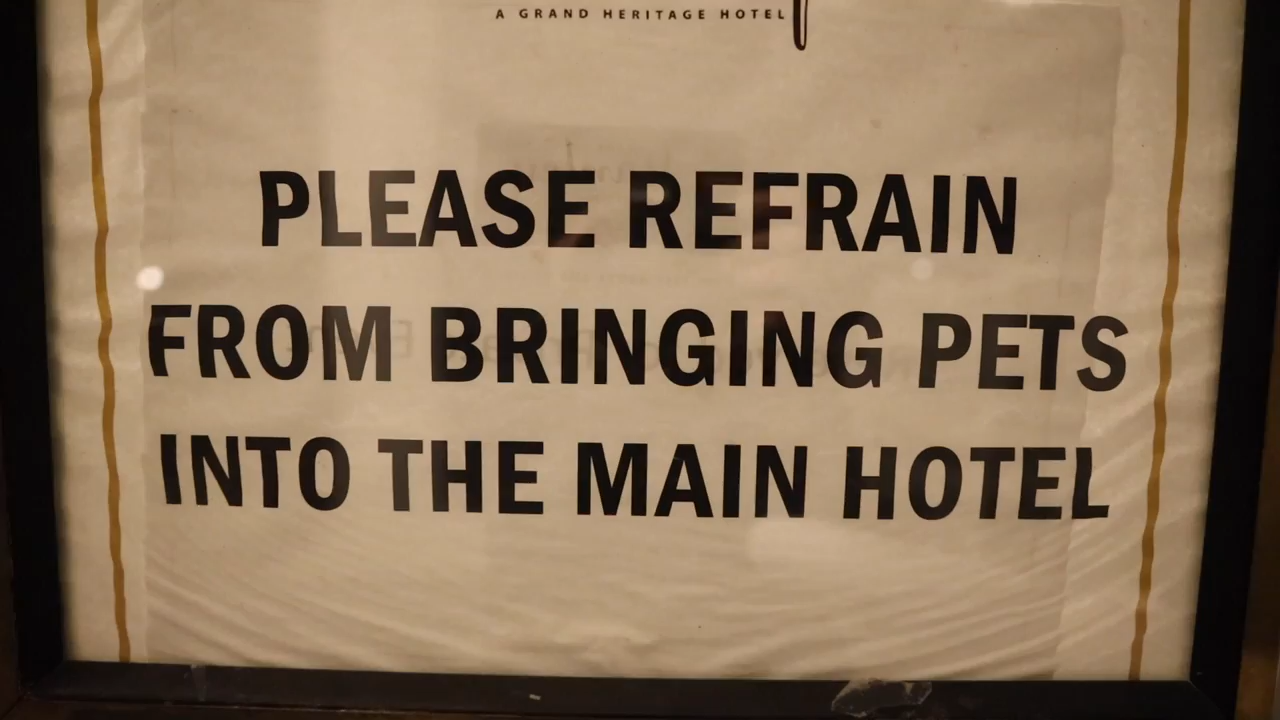 A GRAND HERITAGE HOTEL
PLEASE REFRAIN
FROM BRINGING PETS
INTO THE MAIN HOTEL